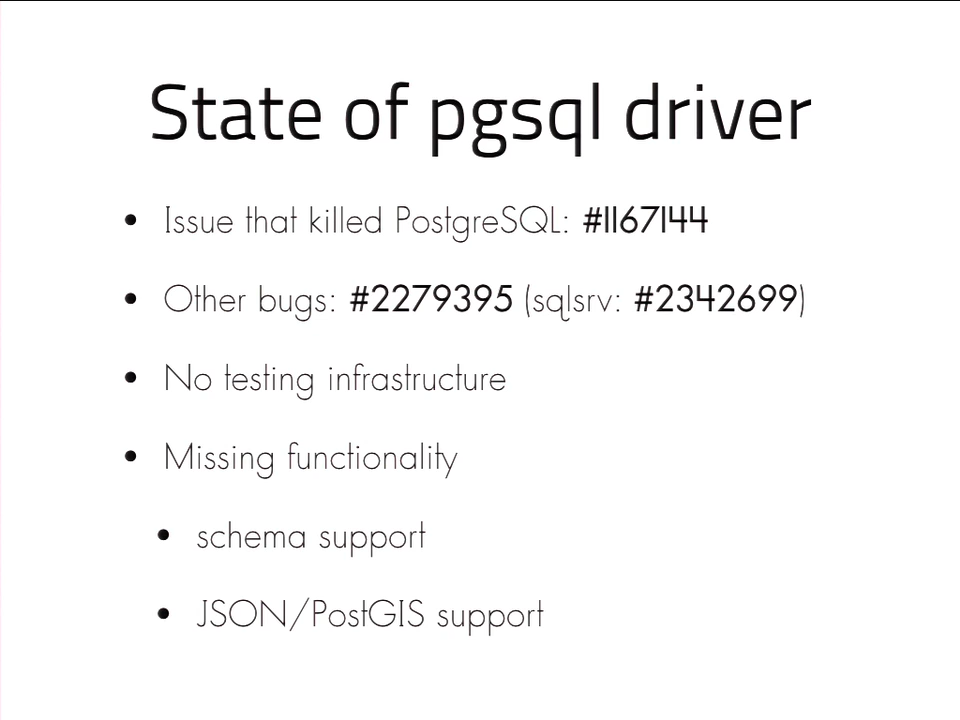 State of pgsql driver
• Issue that killed PostgreSQL: #1167144
• Other bugs: #2279395 (sqlsrv: #2342699)
• No testing infrastructure
• Missing functionality
• schema support
• JSON/PostGIS support